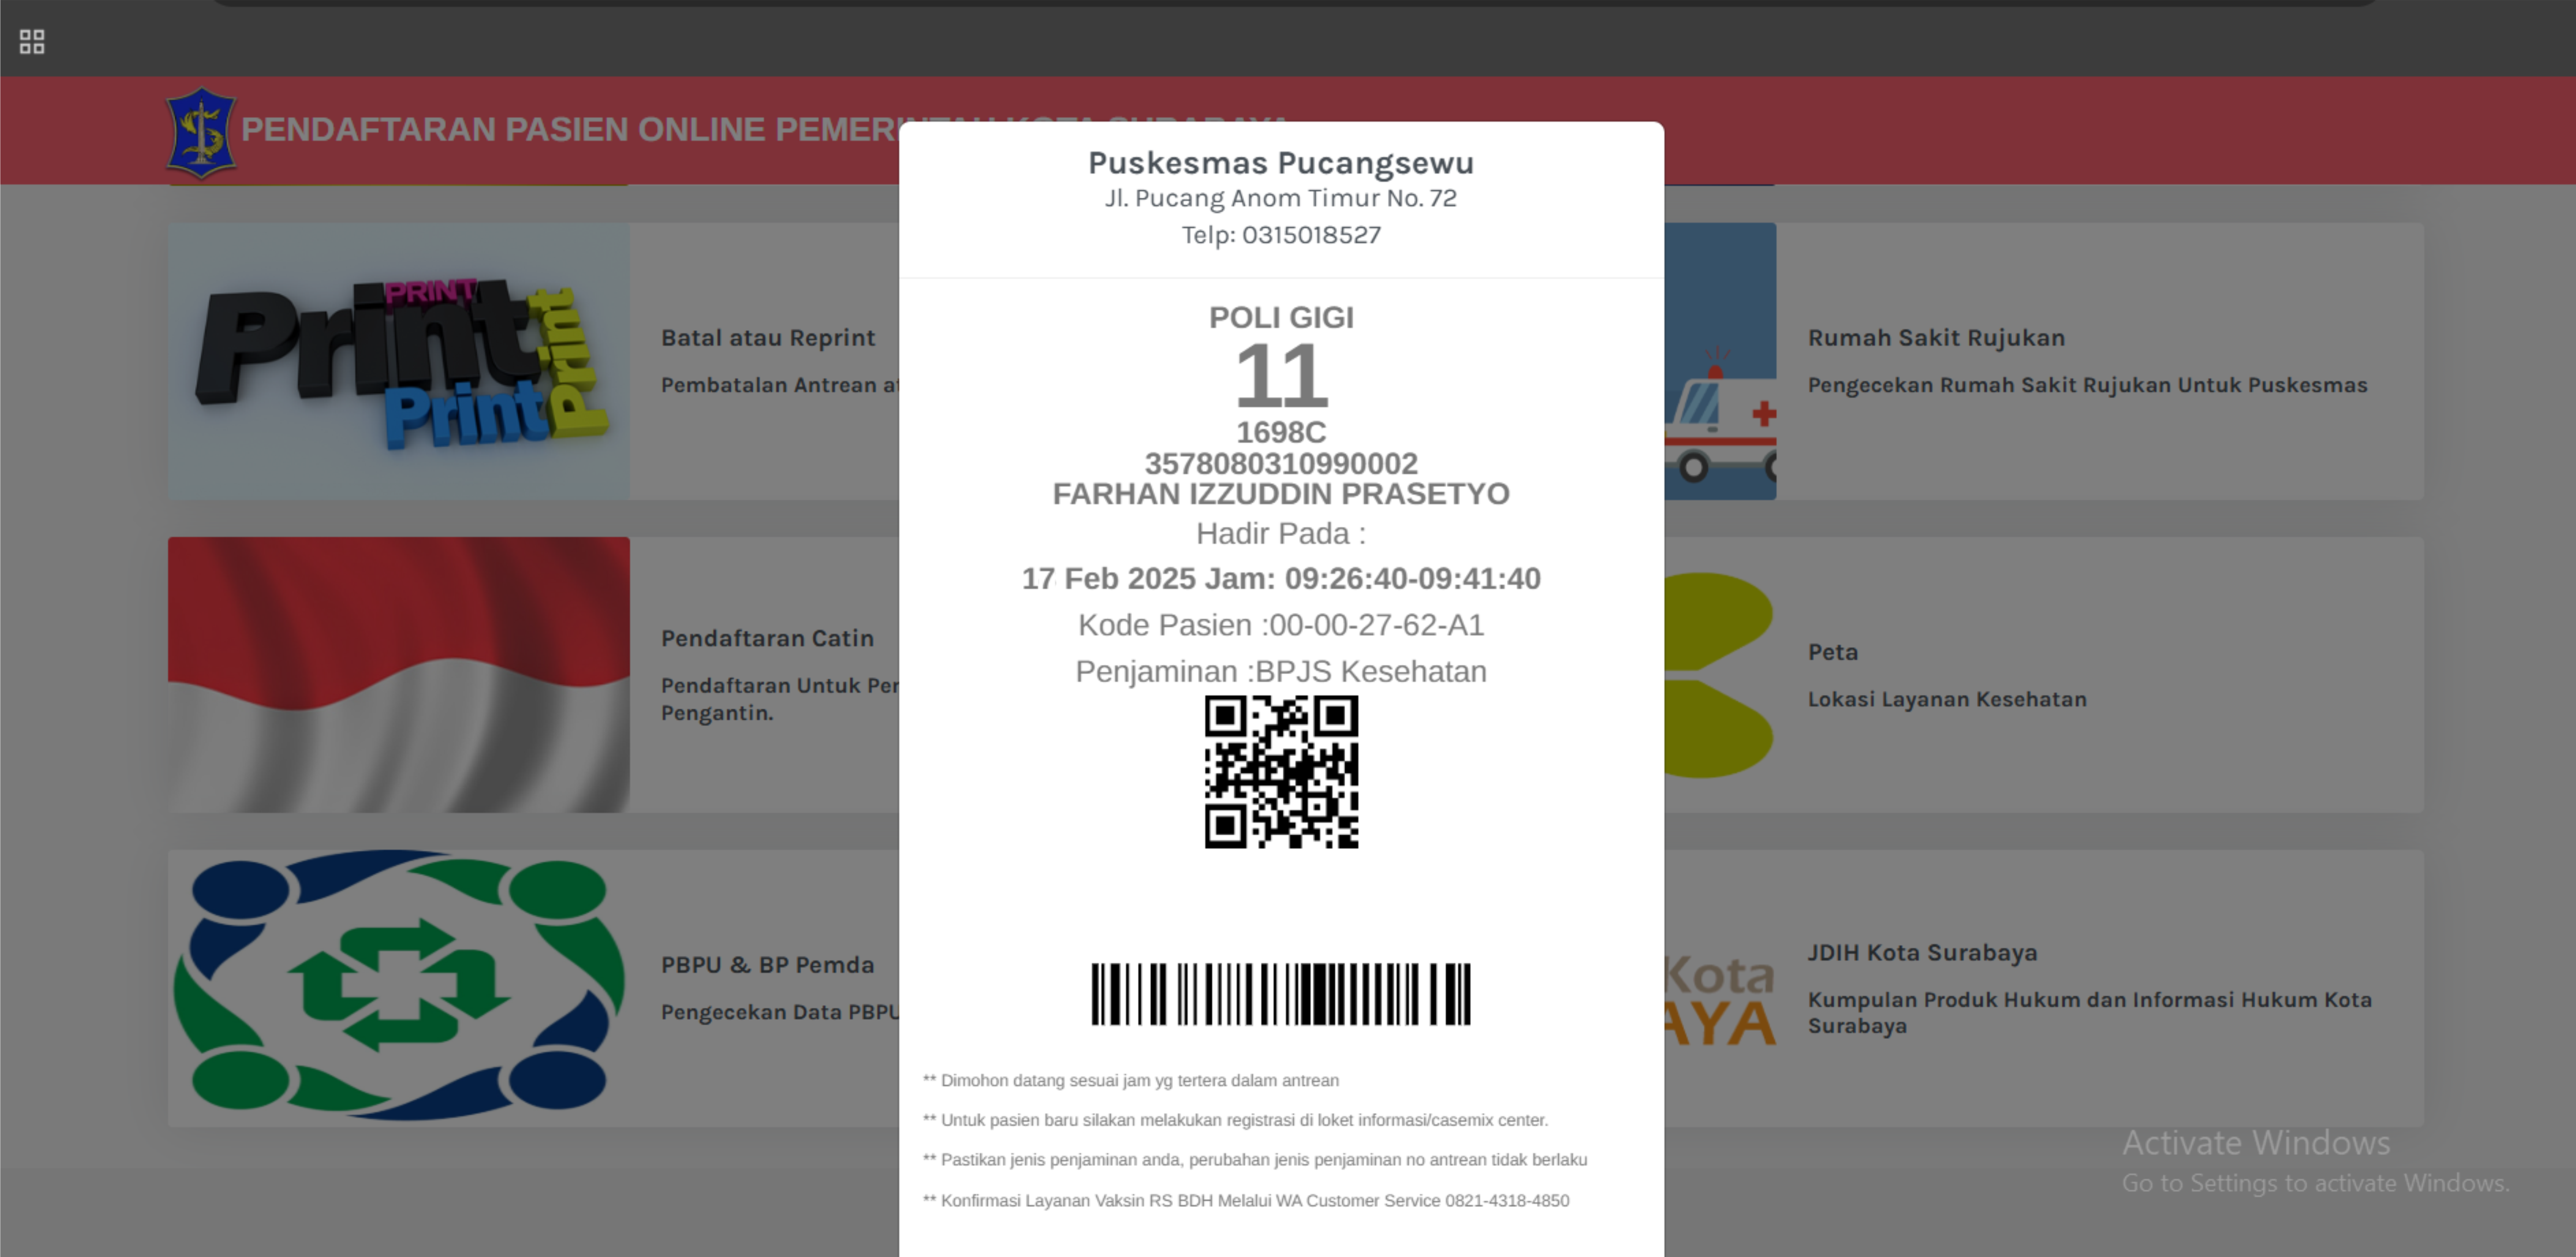 PENDAFTARAN PASIEN ONLINE PEMERINTAH KOTA SURABAYA
Puskesmas Pucangsewu
Jl. Pucang Anom Timur No. 72
Telp: 0315018527
POLI GIGI
11
1698C
3578080310990002
FARHAN IZZUDDIN PRASETYO
Hadir Pada :
17 Feb 2025 Jam: 09:26:40-09:41:40
Kode Pasien :00-00-27-62-A1
Penjaminan :BPJS Kesehatan
** Dimohon datang sesuai jam yg tertera dalam antrean
** Untuk pasien baru silakan melakukan registrasi di loket informasi/casemix center.
** Pastikan jenis penjaminan anda, perubahan jenis penjaminan no antrean tidak berlaku
** Konfirmasi Layanan Vaksin RS BDH Melalui WA Customer Service 0821-4318-4850
Print
PRINT
Print
Print
Batal atau Reprint
Pembatalan Antrean
Rumah Sakit Rujukan
Pengecekan Rumah Sakit Rujukan Untuk Puskesmas
Pendaftaran Catin
Pendaftaran Untuk
Pengantin.
Peta
Lokasi Layanan Kesehatan
PBPU & BP Pemda
Pengecekan Data PBPU
Kota
AYA
JDIH Kota Surabaya
Kumpulan Produk Hukum dan Informasi Hukum Kota
Surabaya
Activate Windows
Go to Settings to activate Windows.